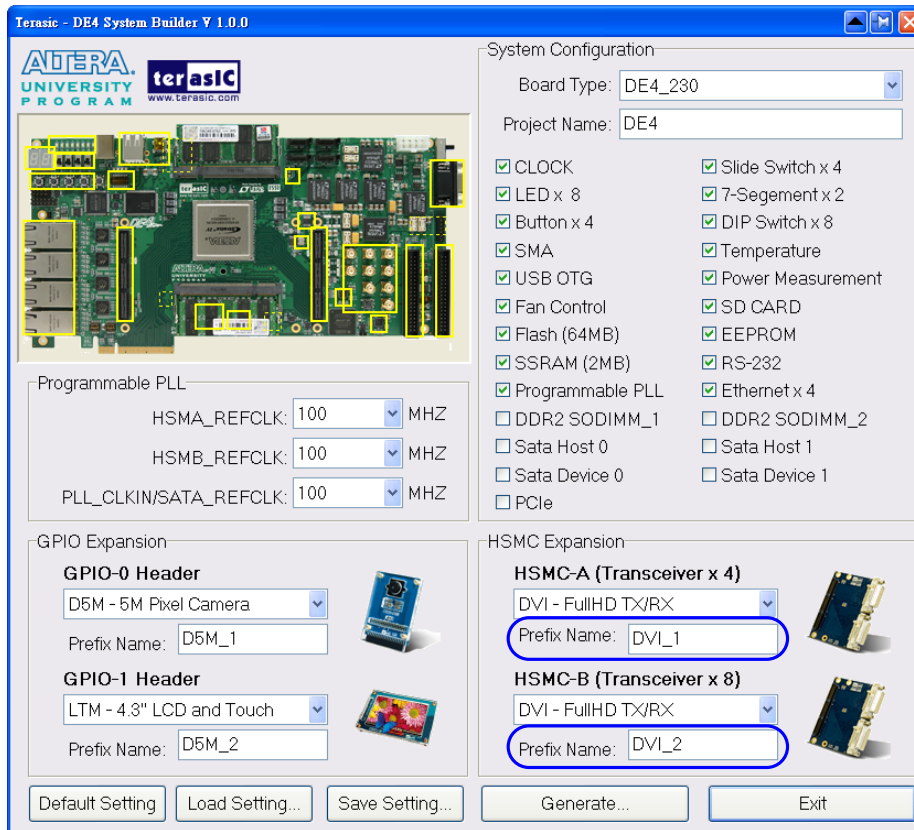 Terasic - DE4 System Builder V 1.0.0
ALTERA.
UNIVERSITY
PROGRAM
terasIC
www.terasic.com
System Configuration
Board Type: DE4_230
Project Name: DE4
CLOCK
Slide Switch x 4
LED x 8
7-Segement x 2
Button x 4
DIP Switch x 8
SMA
Temperature
USB OTG
Power Measurement
Fan Control
SD CARD
Flash (64MB)
EEPROM
SSRAM (2MB)
RS-232
Programmable PLL
Ethernet x 4
DDR2 SODIMM_1
DDR2 SODIMM_2
Sata Host 0
Sata Host 1
Sata Device 0
Sata Device 1
PCIe
Programmable PLL
HSMA_REFCLK: 100 MHZ
HSMB_REFCLK: 100 MHZ
PLL_CLKIN/SATA_REFCLK: 100 MHZ
GPIO Expansion
GPIO-0 Header
D5M - 5M Pixel Camera
Prefix Name: D5M_1
GPIO-1 Header
LTM - 4.3" LCD and Touch
Prefix Name: D5M_2
HSMC Expansion
HSMC-A (Transceiver x 4)
DVI - FullHD TX/RX
Prefix Name: DVI_1
HSMC-B (Transceiver x 8)
DVI - FullHD TX/RX
Prefix Name: DVI_2
Default Setting
Load Setting...
Save Setting...
Generate...
Exit